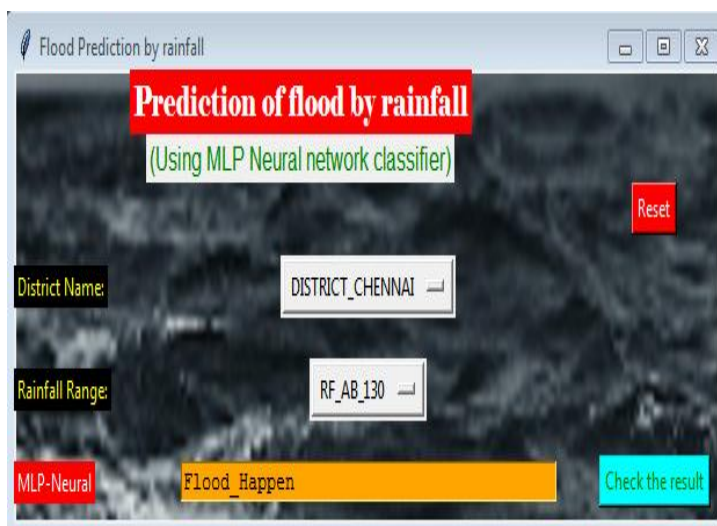 Flood Prediction by rainfall
Prediction of flood by rainfall
(Using MLP Neural network classifier)
Reset
District Name: DISTRICT_CHENNAI
Rainfall Range: RF_AB_130
MLP-Neural Flood_Happen Check the result